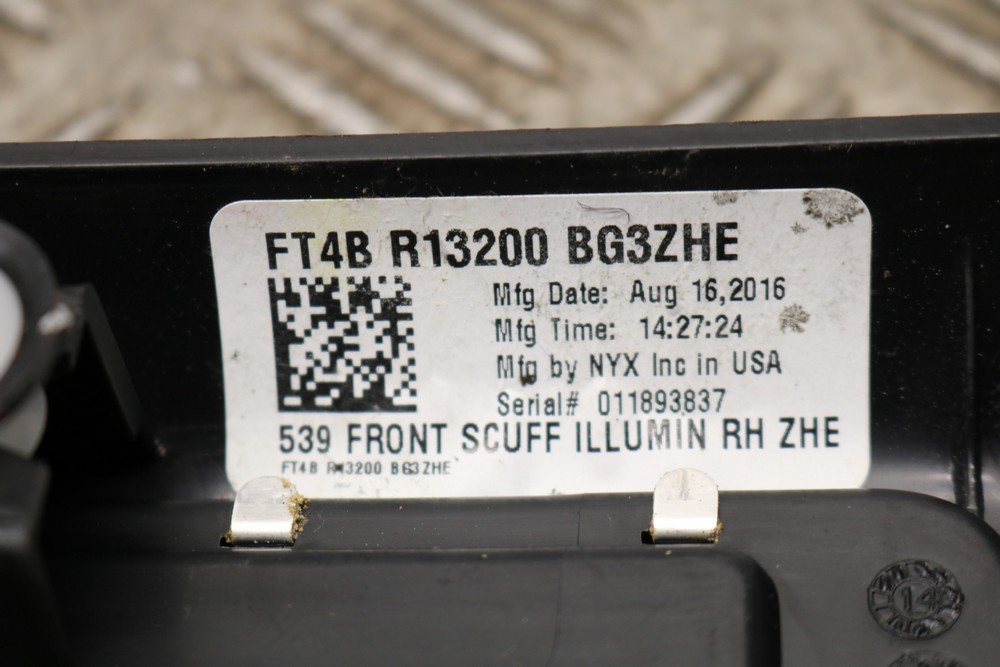 FT4B R13200 BG3ZHE
Mfg Date: Aug 16,2016
Mfg Time: 14:27:24
Mfg by NYX Inc in USA
Serial# 011893837
539 FRONT SCUFF ILLUMIN RH ZHE
FT4B R13200 BG3ZHE
14